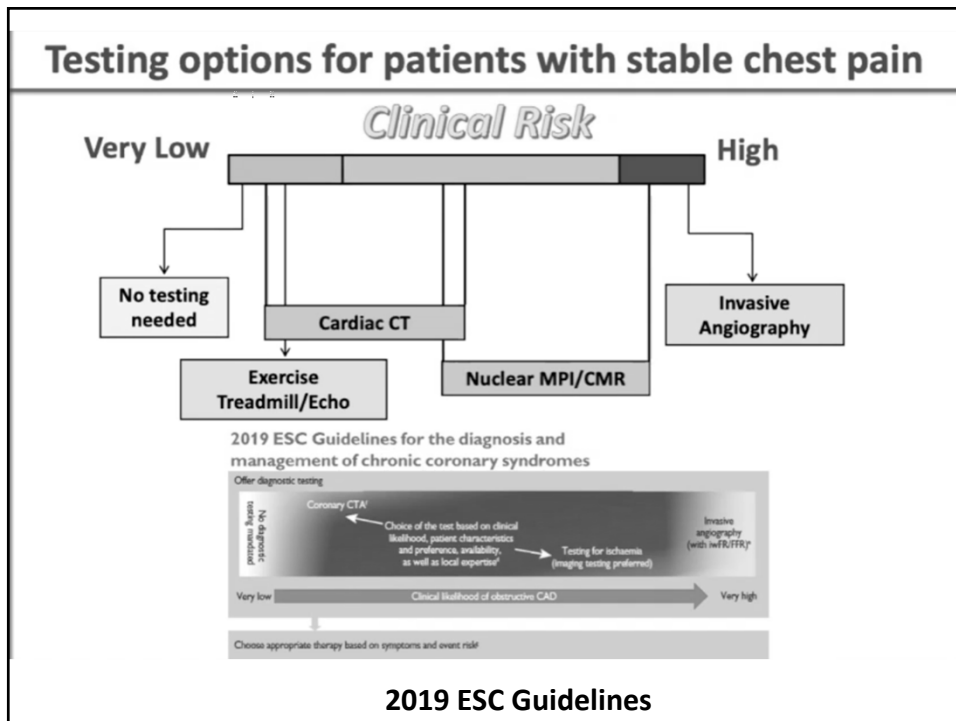 Testing options for patients with stable chest pain
Clinical Risk
Very Low
High
No testing
needed
Cardiac CT
Invasive
Angiography
Exercise
Treadmill/Echo
Nuclear MPI/CMR
2019 ESC Guidelines for the diagnosis and
management of chronic coronary syndromes
Offer diagnostic testing
No diagnostic
testing mandated
Coronary CTA
Choice of the test based on clinical
likelihood, patient characteristics
and preference, availability,
as well as local expertise
Testing for ischaemia
(imaging testing preferred)
Invasive
angiography
(with iwFR/FFR)
Very low
Clinical likelihood of obstructive CAD
Very high
Choose appropriate therapy based on symptoms and event risk
2019 ESC Guidelines